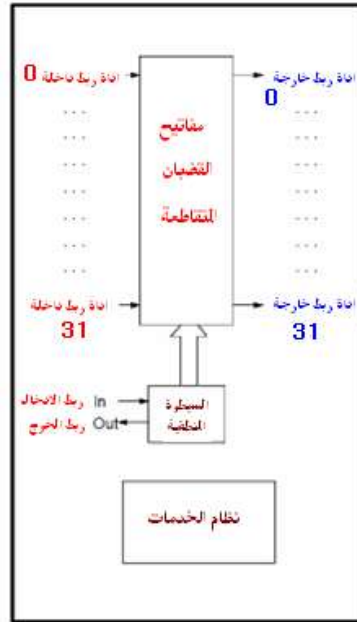 اداة ربط داخلة 0
اداة ربط خارجة
0
مفاتيح
القضبان
المتقاطعة
اداة ربط داخلة
31
اداة ربط خارجة
31
ربط الادخال In
ربط الخرج Out
السيطرة
المنطقية
نظام الخدمات